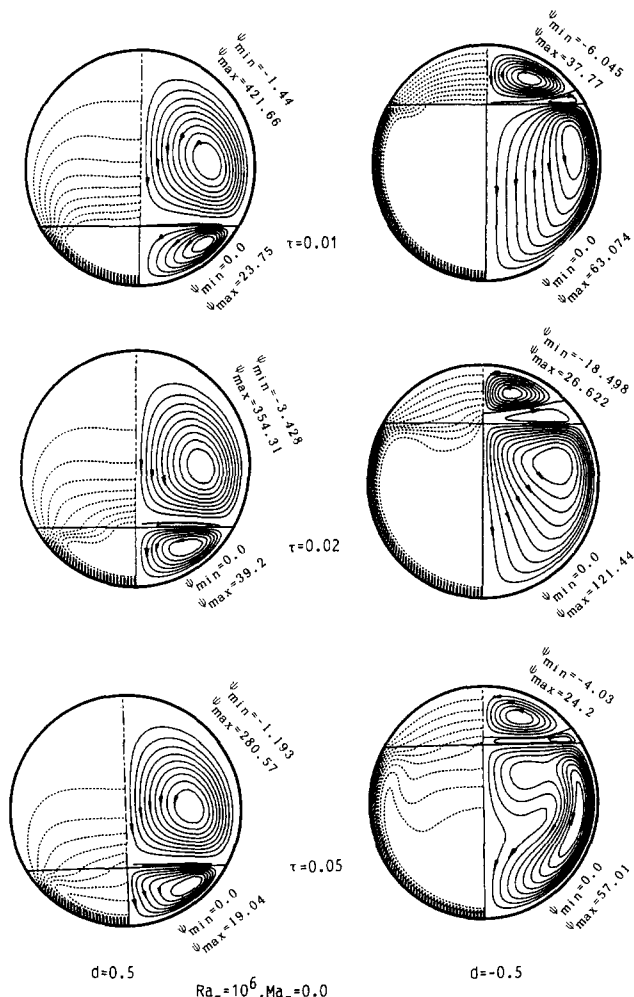 ψmin=-1.44
ψmax=421.66
ψmin=-6.045
ψmax=37.77
ψmin=0.0
ψmax=23.75
τ=0.01
ψmin=0.0
ψmax=63.074
ψmin=-3.428
ψmax=354.31
ψmin=-18.498
ψmax=26.622
ψmin=0.0
ψmax=39.2
τ=0.02
ψmin=0.0
ψmax=121.44
ψmin=-1.193
ψmax=280.57
ψmin=-4.03
ψmax=24.2
ψmin=0.0
ψmax=19.04
τ=0.05
ψmin=0.0
ψmax=57.01
d=0.5
d=-0.5
Ra_=10⁶,Ma_=0.0